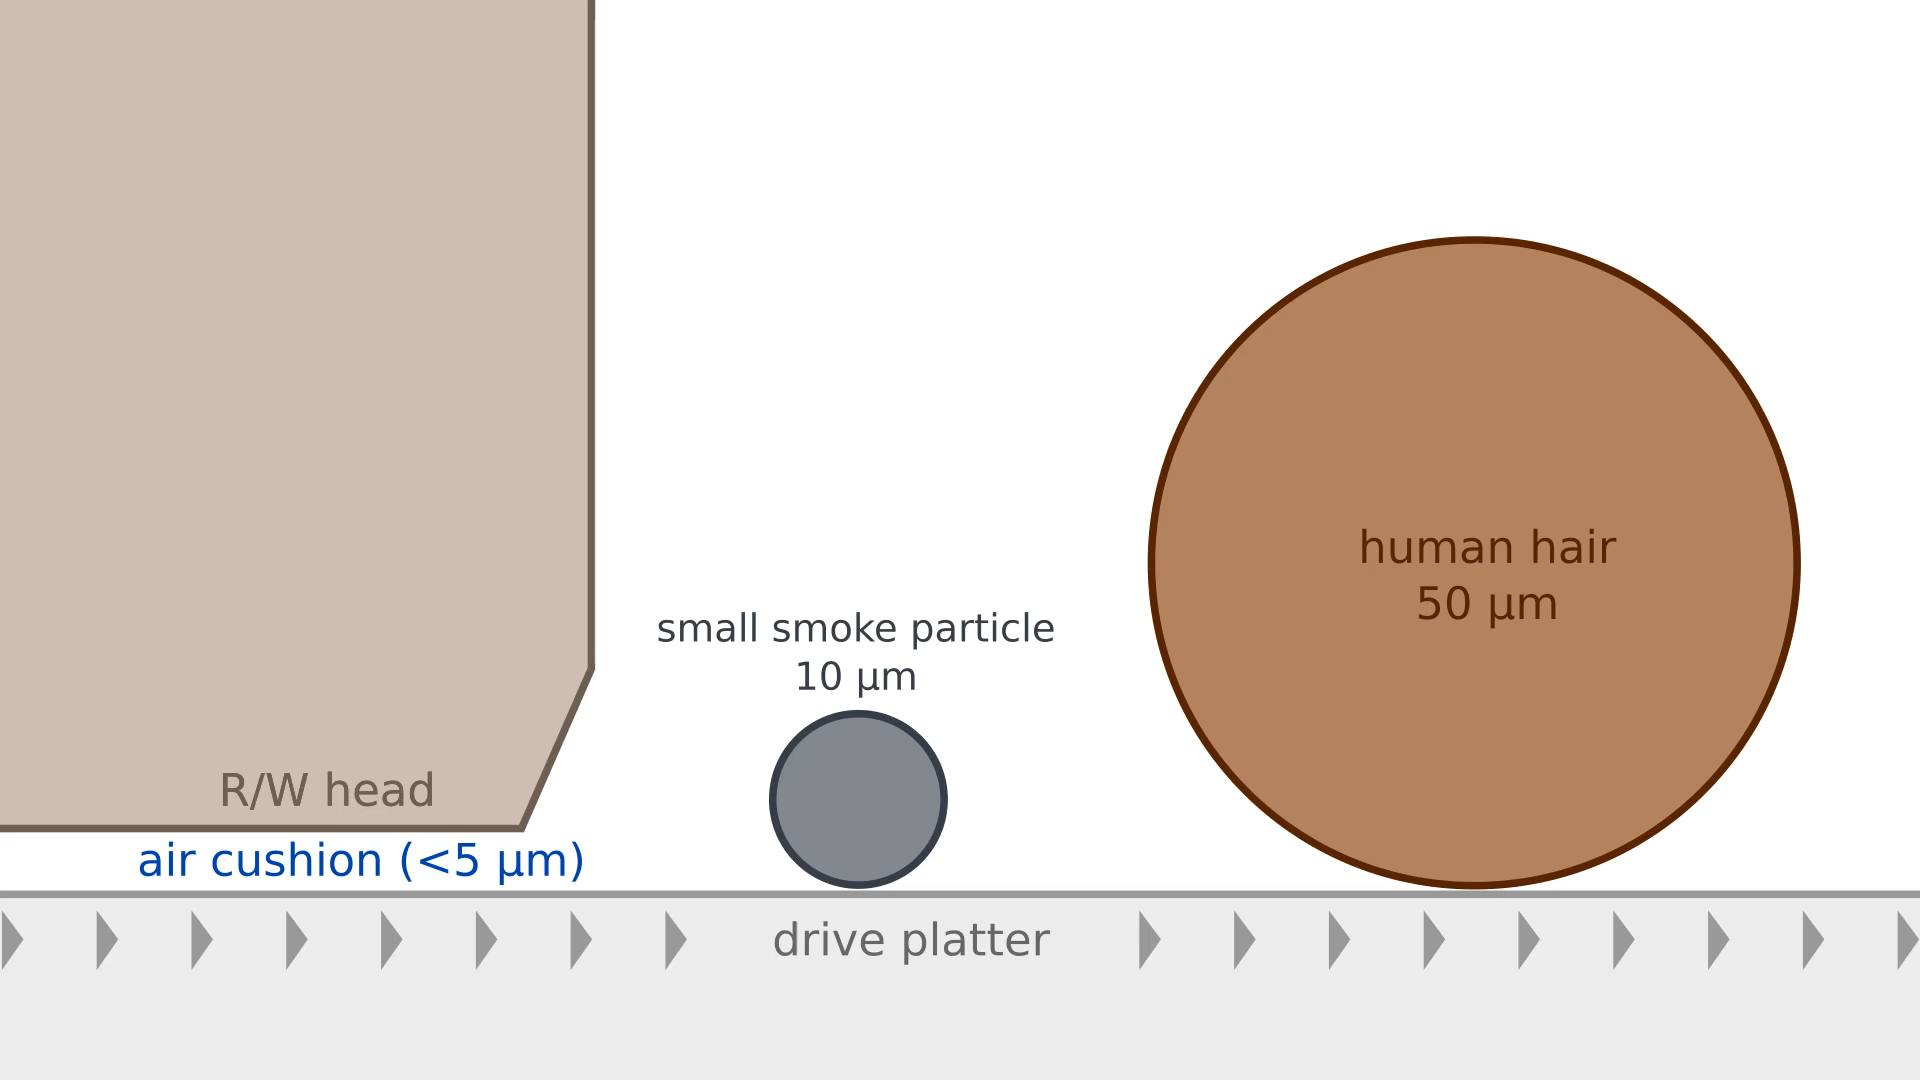 small smoke particle
10 µm
human hair
50 µm
R/W head
air cushion (<5 µm)
drive platter